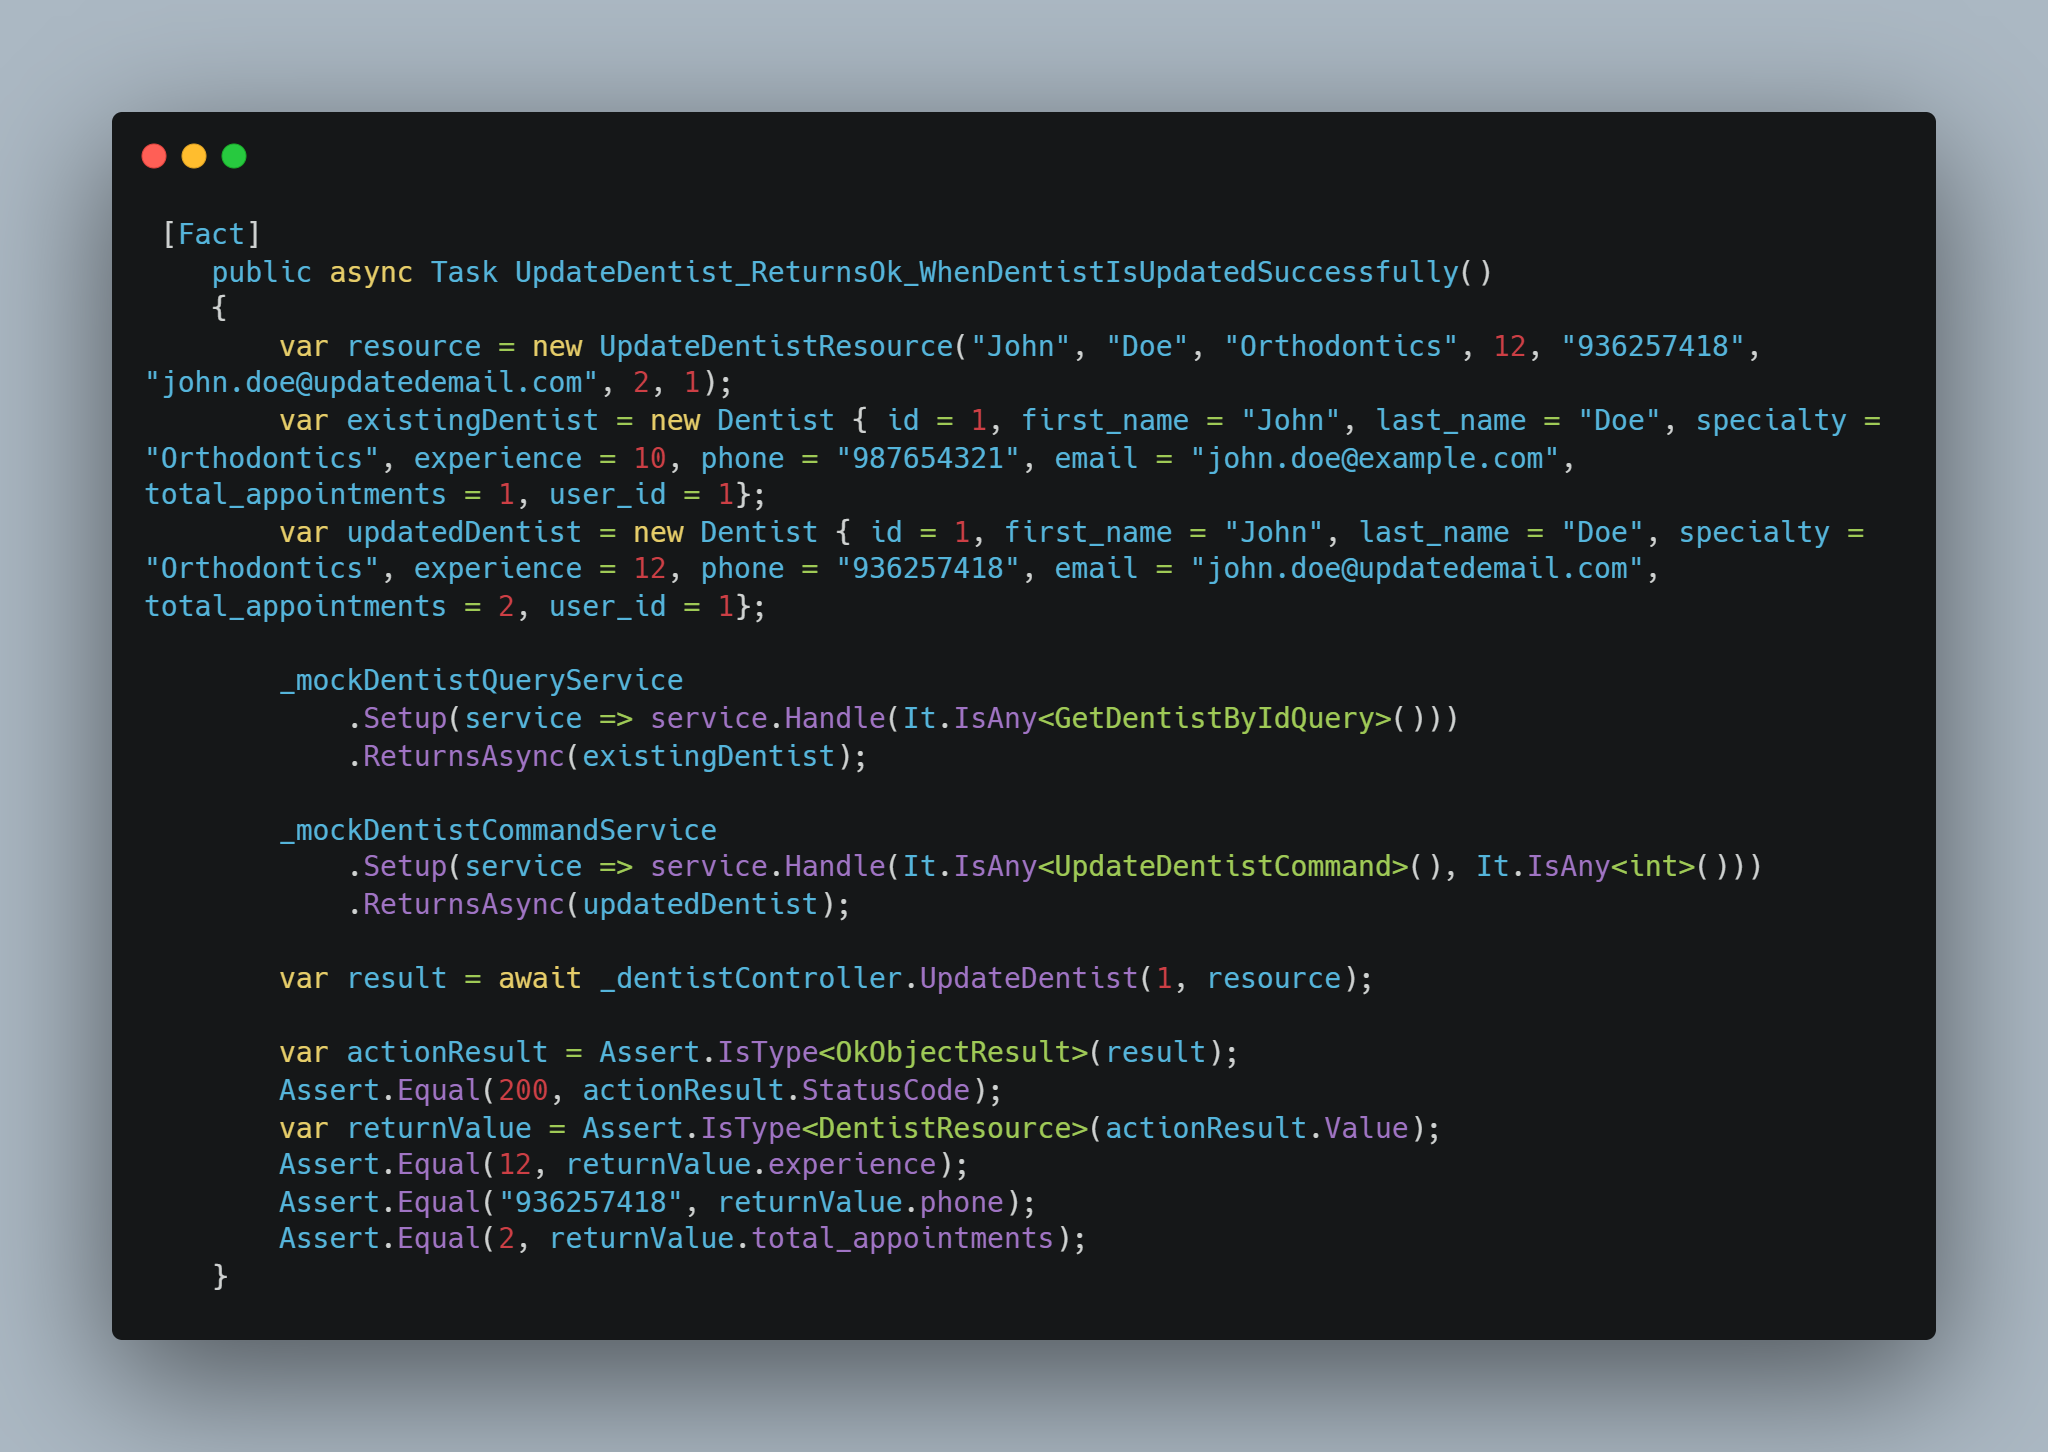 [Fact]
public async Task UpdateDentist_ReturnsOk_WhenDentistIsUpdatedSuccessfully()
{
var resource = new UpdateDentistResource("John", "Doe", "Orthodontics", 12, "936257418",
"john.doe@updatedemail.com", 2, 1);
var existingDentist = new Dentist { id = 1, first_name = "John", last_name = "Doe", specialty =
"Orthodontics", experience = 10, phone = "987654321", email = "john.doe@example.com",
total_appointments = 1, user_id = 1};
var updatedDentist = new Dentist { id = 1, first_name = "John", last_name = "Doe", specialty =
"Orthodontics", experience = 12, phone = "936257418", email = "john.doe@updatedemail.com",
total_appointments = 2, user_id = 1};
_mockDentistQueryService
.Setup(service => service.Handle(It.IsAny<GetDentistByIdQuery>()))
.ReturnsAsync(existingDentist);
_mockDentistCommandService
.Setup(service => service.Handle(It.IsAny<UpdateDentistCommand>(), It.IsAny<int>()))
.ReturnsAsync(updatedDentist);
var result = await _dentistController.UpdateDentist(1, resource);
var actionResult = Assert.IsType<OkObjectResult>(result);
Assert.Equal(200, actionResult.StatusCode);
var returnValue = Assert.IsType<DentistResource>(actionResult.Value);
Assert.Equal(12, returnValue.experience);
Assert.Equal("936257418", returnValue.phone);
Assert.Equal(2, returnValue.total_appointments);
}